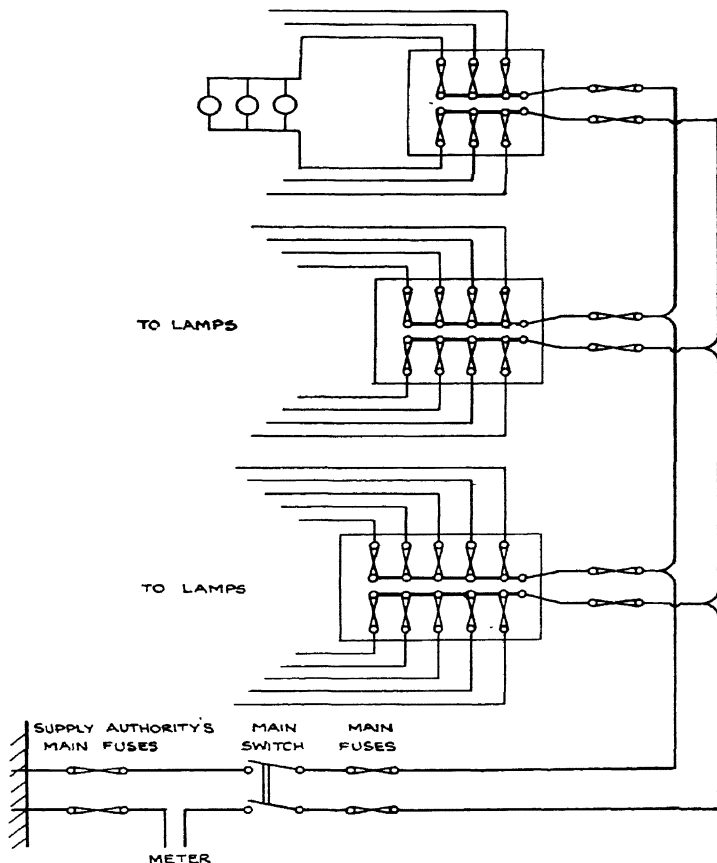 TO LAMPS
TO LAMPS
SUPPLY AUTHORITY'S
MAIN FUSES
MAIN
SWITCH
MAIN
FUSES
METER